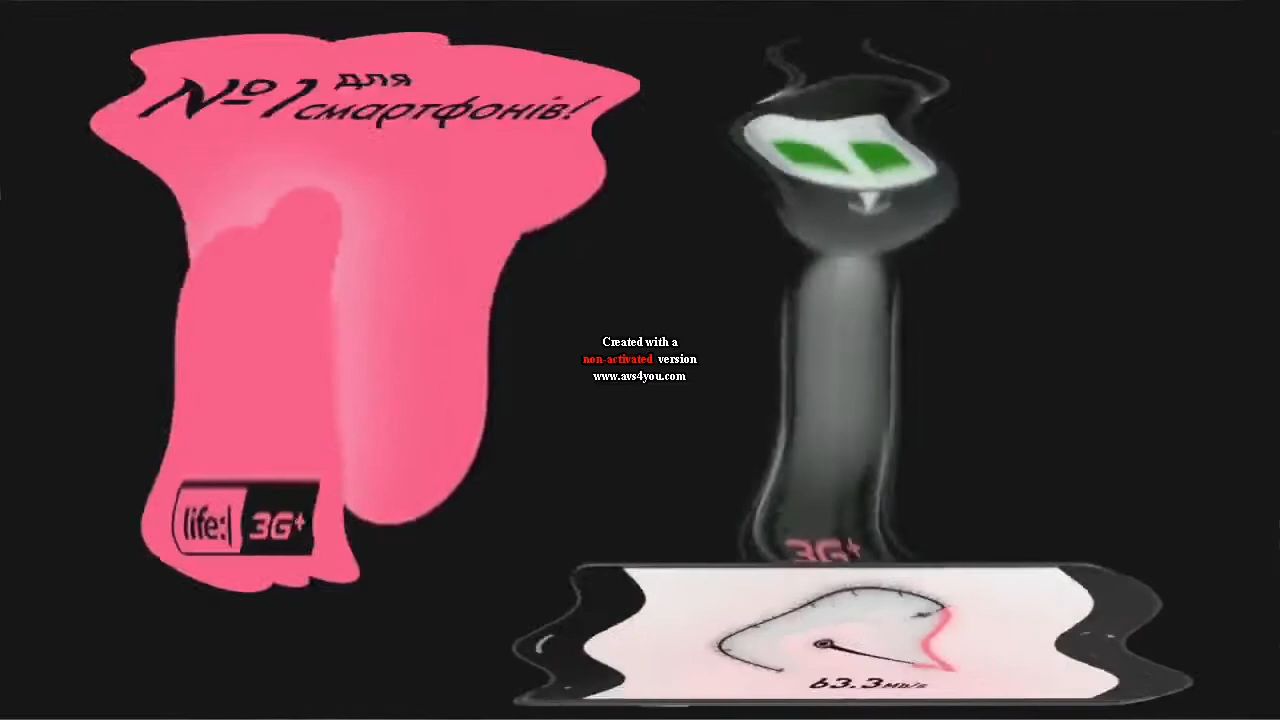 №1 для
смартфонів!
Created with a
non-activated version
www.avs4you.com
life:) 3G+
3G+
63.3 Mb/s